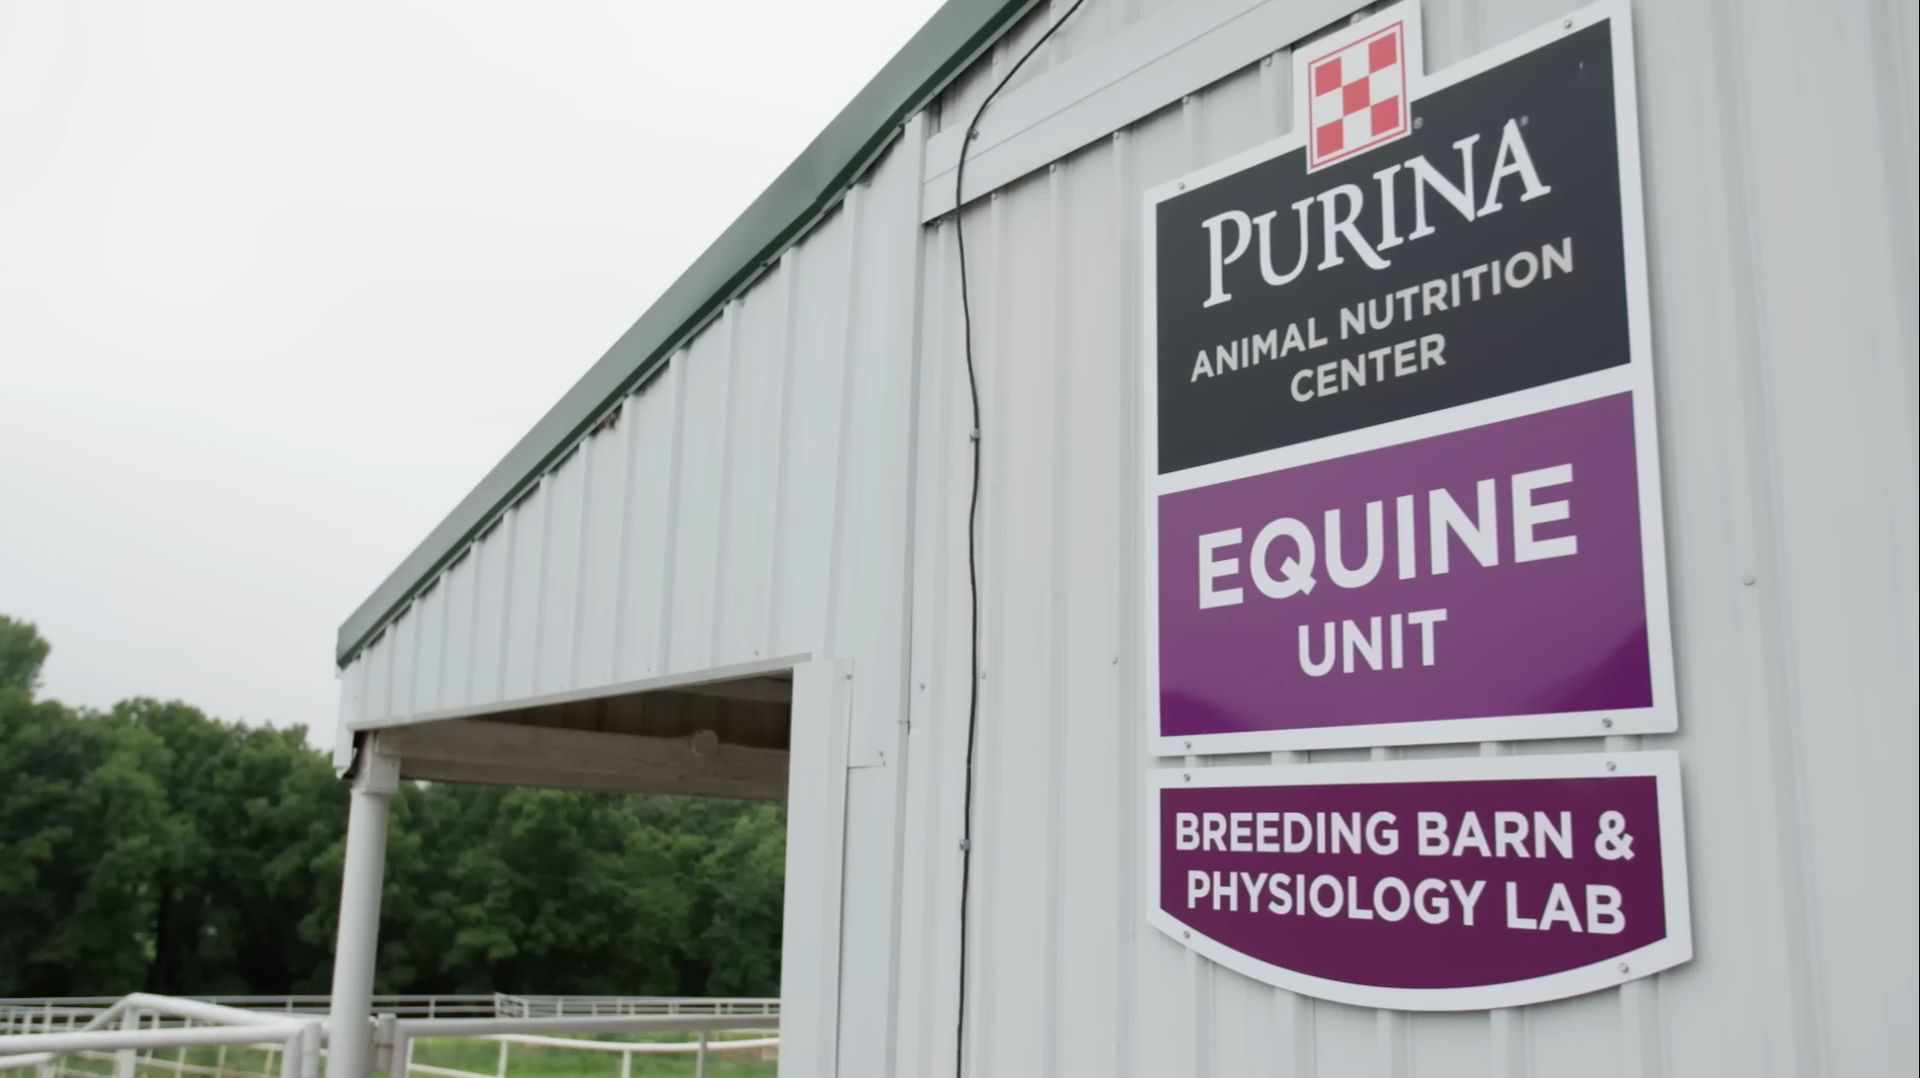 PURINA®
ANIMAL NUTRITION
CENTER
EQUINE
UNIT
BREEDING BARN &
PHYSIOLOGY LAB